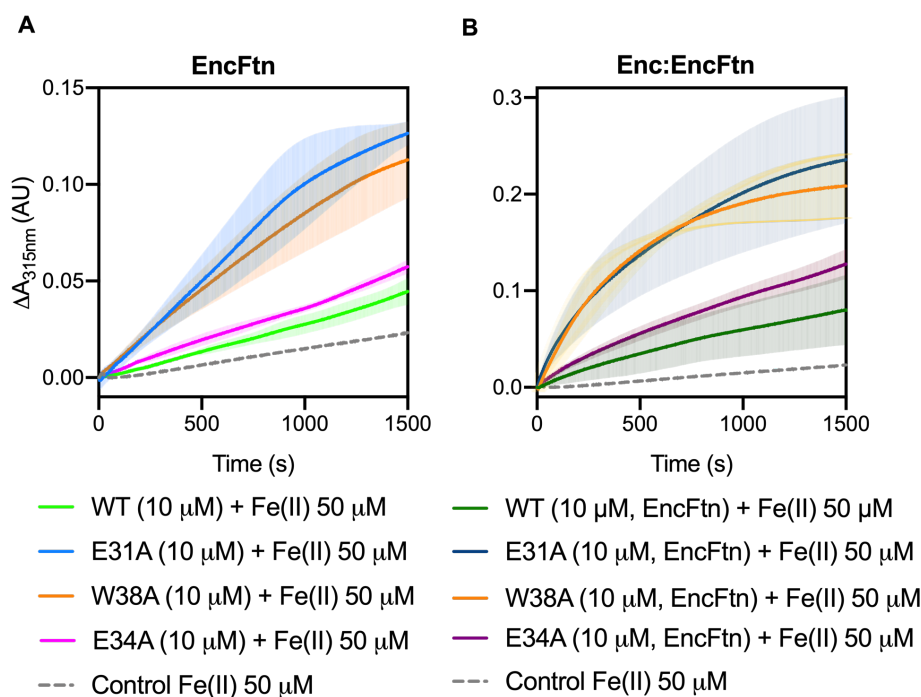 A
EncFtn
ΔA315nm (AU)
0.15
0.10
0.05
0.00
0 500 1000 1500
Time (s)
WT (10 μM) + Fe(II) 50 μM
E31A (10 μM) + Fe(II) 50 μM
W38A (10 μM) + Fe(II) 50 μM
E34A (10 μM) + Fe(II) 50 μM
Control Fe(II) 50 μM
B
Enc:EncFtn
0.3
0.2
0.1
0.0
0 500 1000 1500
Time (s)
WT (10 µM, EncFtn) + Fe(II) 50 µM
E31A (10 μM, EncFtn) + Fe(II) 50 μM
W38A (10 μM, EncFtn) + Fe(II) 50 μM
E34A (10 μM, EncFtn) + Fe(II) 50 μM
Control Fe(II) 50 μM